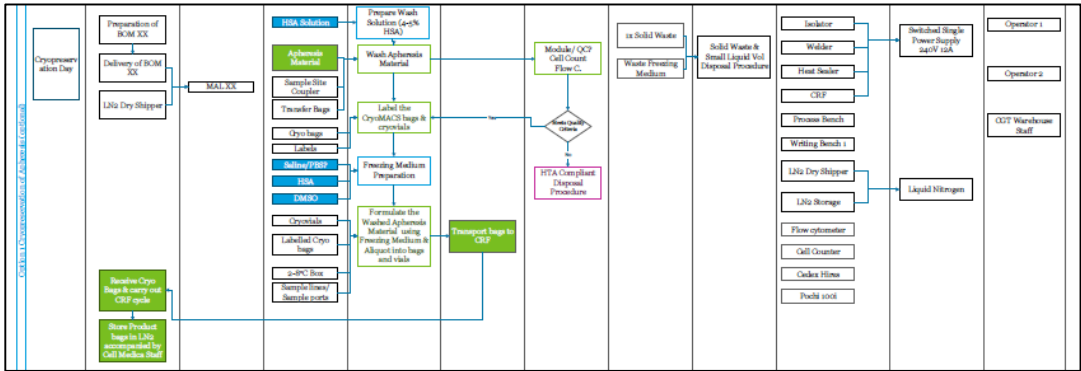 Option 1 Cryopreservation of Apheresis (optional)
Cryopreserv
ation Day
Preparation of
BOM XX
Delivery of BOM
XX
LN2 Dry Shipper
Receive Cryo
Bags & carry out
CRF cycle
Store Product
bags in LN2
accompanied by
Cell Medica Staff
MAL XX
HSA Solution
Apheresis
Material
Sample Site
Coupler
Transfer Bags
Cryo bags
Labels
Saline/PBS?
HSA
DMSO
Cryovials
Labelled Cryo
bags
2-8°C Box
Sample lines/
Sample ports
Prepare Wash
Solution (4-5%
HSA)
Wash Apheresis
Material
Label the
CryoMACS bags &
cryovials
Freezing Medium
Preparation
Formulate the
Washed Apheresis
Material using
Freezing Medium &
Aliquot into bags
and vials
Transport bags to
CRF
Module/ QCP
Cell Count
Flow C.
Yes
Meets Quality
Criteria
No
HTA Compliant
Disposal
Procedure
1x Solid Waste
Waste Freezing
Medium
Solid Waste &
Small Liquid Vol
Disposal Procedure
Isolator
Welder
Heat Sealer
CRF
Process Bench
Writing Bench 1
LN2 Dry Shipper
LN2 Storage
Flow cytometer
Cell Counter
Cedex Hires
Pochi 100i
Switched Single
Power Supply
240V 12A
Liquid Nitrogen
Operator 1
Operator 2
CGT Warehouse
Staff